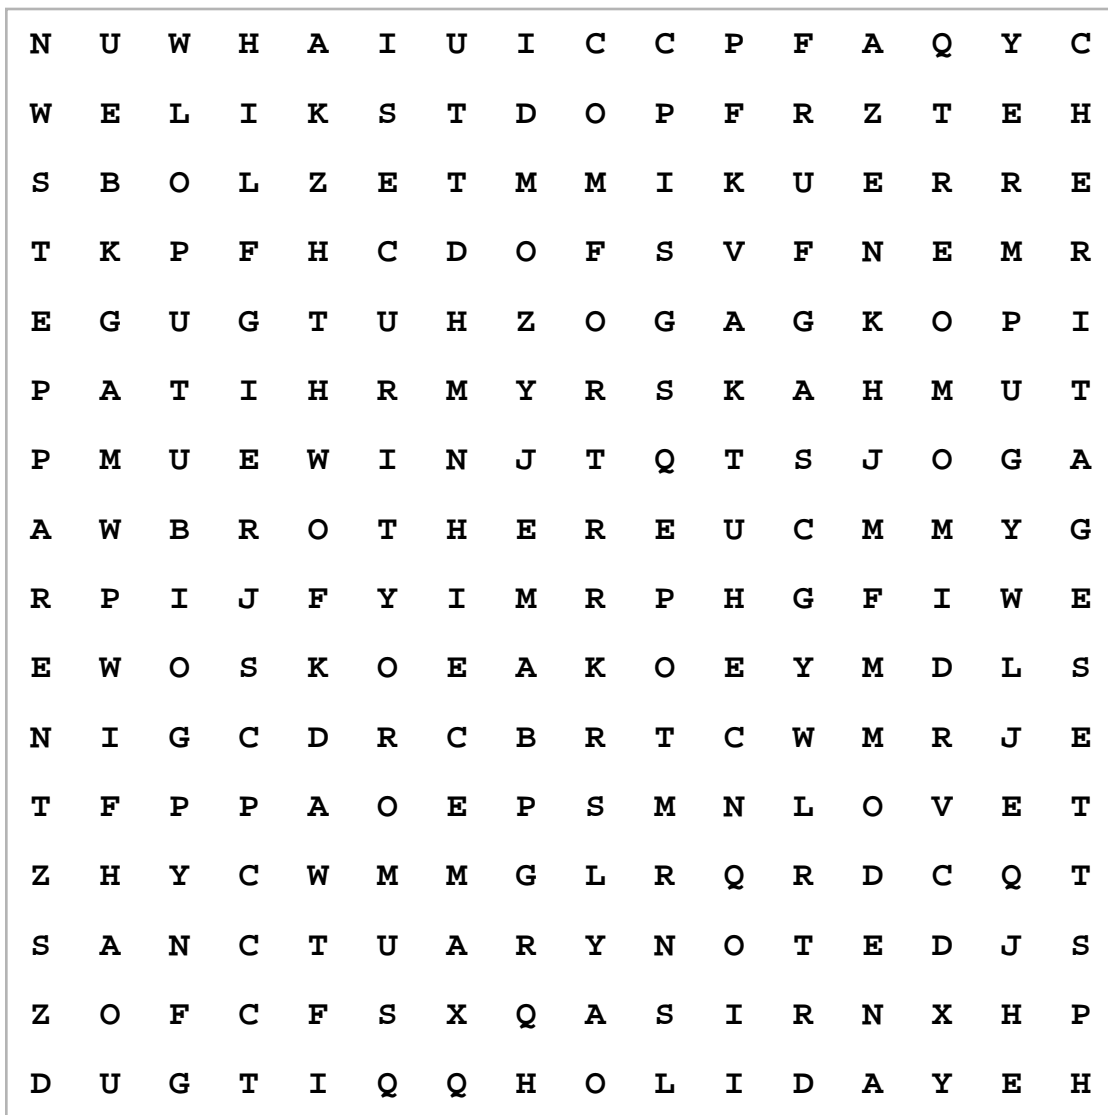 N U W H A I U I C C P F A Q Y C
W E L I K S T D O P F R Z T E H
S B O L Z E T M M I K U E R R E
T K P F H C D O F S V F N E M R
E G U G T U H Z O G A G K O P I
P A T I H R M Y R S K A H M U T
P M U E W I N J T Q T S J O G A
A W B R O T H E R E U C M M Y G
R P I J F Y I M R P H G F I W E
E W O S K O E A K O E Y M D L S
N I G C D R C B R T C W M R J E
T F P P A O E P S M N L O V E T
Z H Y C W M M G L R Q R D C Q T
S A N C T U A R Y N O T E D J S
Z O F C F S X Q A S I R N X H P
D U G T I Q Q H O L I D A Y E H